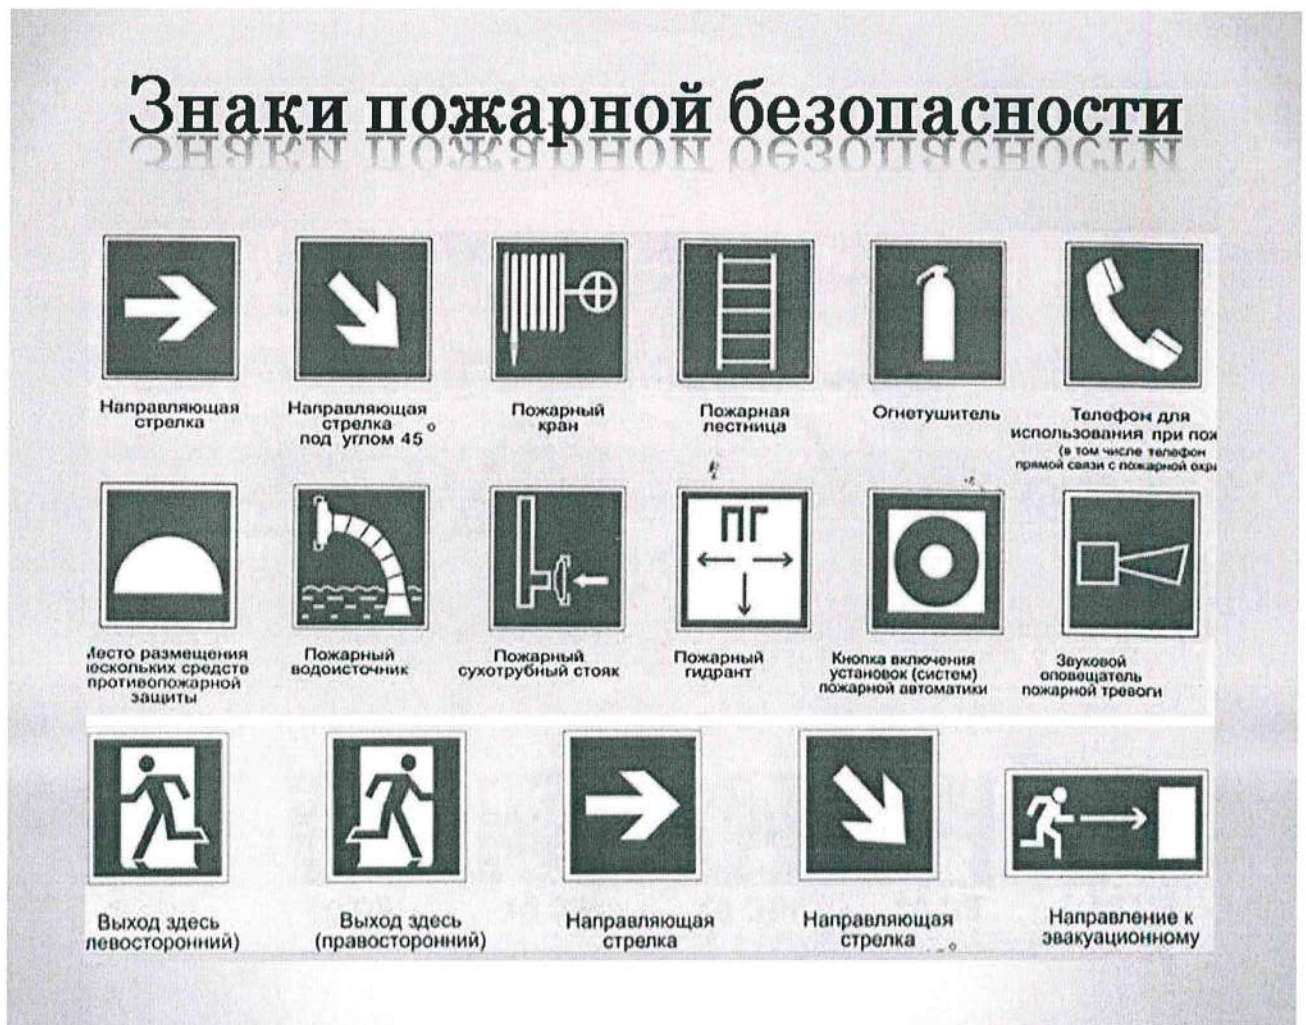 Знаки пожарной безопасности
Направляющая
стрелка
Направляющая
стрелка
под углом 45°
Пожарный
кран
Пожарная
лестница
Огнетушитель
Телефон для
использования при пож
(в том числе телефон
прямой связи с пожарной охра
ПГ
место размещения
нескольких средств
противопожарной
защиты
Пожарный
водоисточник
Пожарный
сухотрубный стояк
Пожарный
гидрант
Кнопка включения
установок (систем)
пожарной автоматики
Звуковой
оповещатель
пожарной тревоги
Выход здесь
левосторонний)
Выход здесь
(правосторонний)
Направляющая
стрелка
Направляющая
стрелка
Направление к
эвакуационному